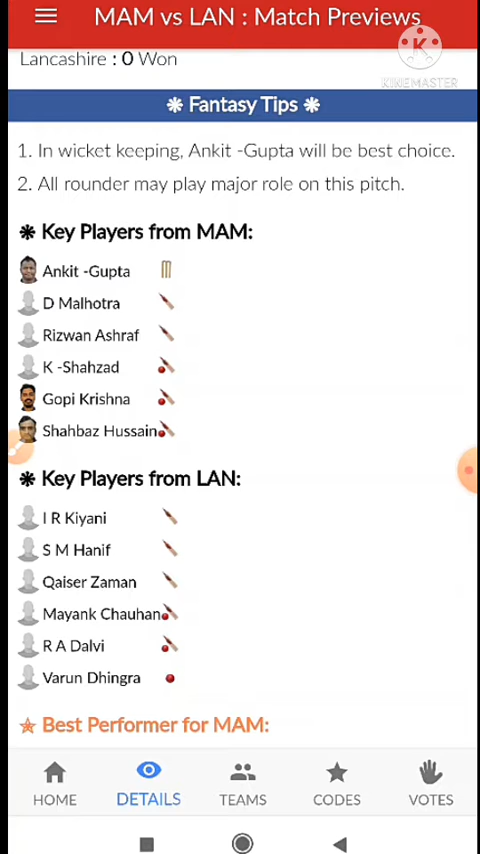 MAM vs LAN : Match Previews
K
KINEMASTER
Lancashire : 0 Won
❋ Fantasy Tips ❋
1. In wicket keeping, Ankit -Gupta will be best choice.
2. All rounder may play major role on this pitch.
❋ Key Players from MAM:
Ankit -Gupta
D Malhotra
Rizwan Ashraf
K -Shahzad
Gopi Krishna
Shahbaz Hussain
❋ Key Players from LAN:
I R Kiyani
S M Hanif
Qaiser Zaman
Mayank Chauhan
R A Dalvi
Varun Dhingra
Best Performer for MAM:
HOME DETAILS TEAMS CODES VOTES